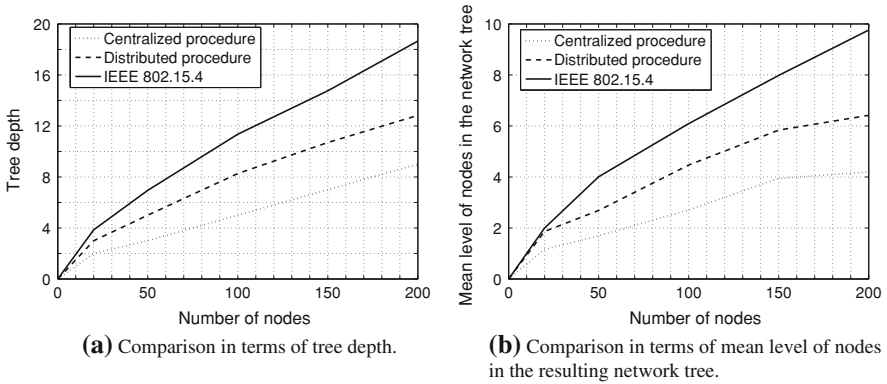 20
16
12
8
4
0
Tree depth
Centralized procedure
Distributed procedure
IEEE 802.15.4
0 50 100 150 200
Number of nodes
(a) Comparison in terms of tree depth.
10
8
6
4
2
0
Mean level of nodes in the network tree
Centralized procedure
Distributed procedure
IEEE 802.15.4
0 50 100 150 200
Number of nodes
(b) Comparison in terms of mean level of nodes
in the resulting network tree.